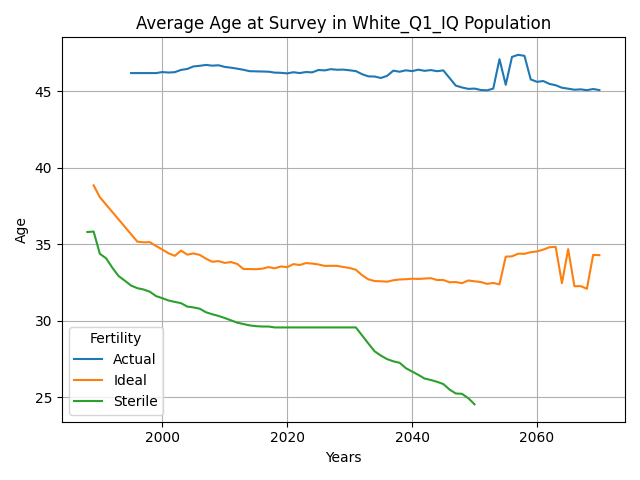 Average Age at Survey in White_Q1_IQ Population
Age
45
40
35
30
25
Fertility
Actual
Ideal
Sterile
2000
2020
2040
2060
Years